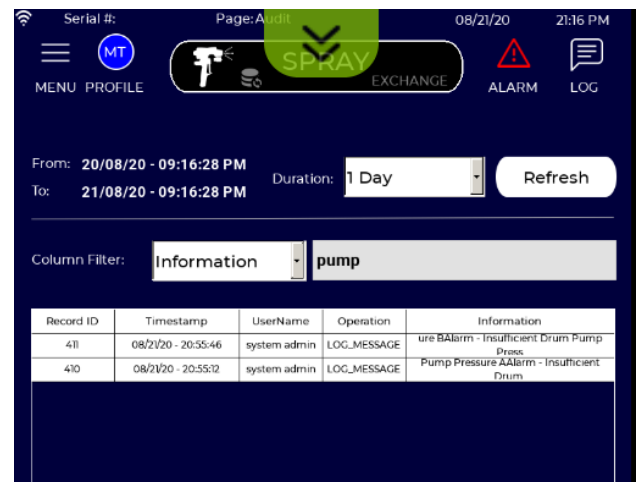 Serial #: Page: Audit 08/21/20 21:16 PM
MT
SPRAY
EXCHANGE
MENU PROFILE ALARM LOG
From: 20/08/20 - 09:16:28 PM
To: 21/08/20 - 09:16:28 PM
Duration: 1 Day Refresh
Column Filter: Information pump
Record ID Timestamp UserName Operation Information
411 08/21/20 - 20:55:46 system admin LOG_MESSAGE ure BAlarm - Insufficient Drum Pump
Press
410 08/21/20 - 20:55:12 system admin LOG_MESSAGE Pump Pressure AAlarm - Insufficient
Drum